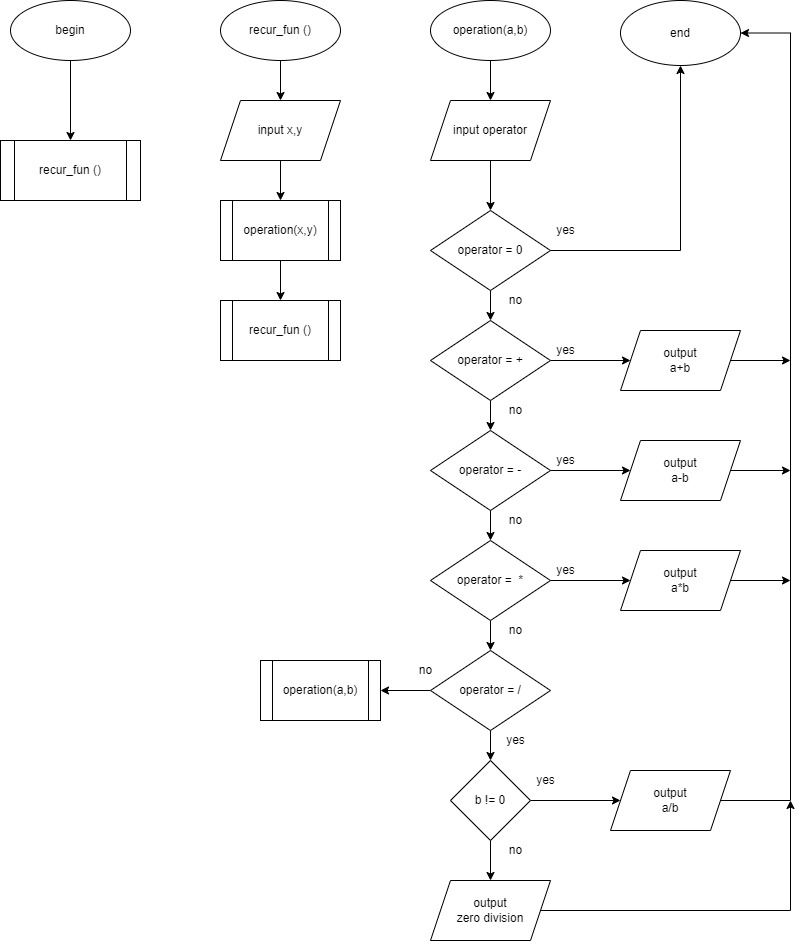 begin
recur_fun ()
recur_fun ()
input x,y
operation(x,y)
recur_fun ()
operation(a,b)
input operator
operator = 0
yes
no
end
operator = +
yes
output
a+b
no
operator = -
yes
output
a-b
no
operator = *
yes
output
a*b
no
operator = /
no
operation(a,b)
yes
b != 0
yes
output
a/b
no
output
zero division